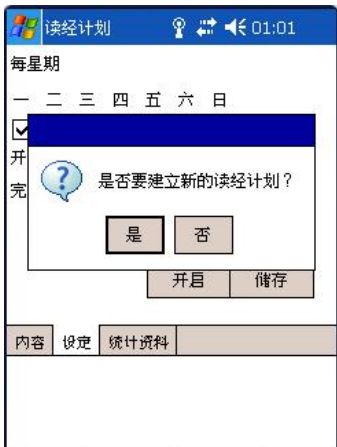 读经计划 01:01
每星期
一 二 三 四 五 六 日
开
完
是否要建立新的读经计划？
是 否
开启 储存
内容 设定 统计资料